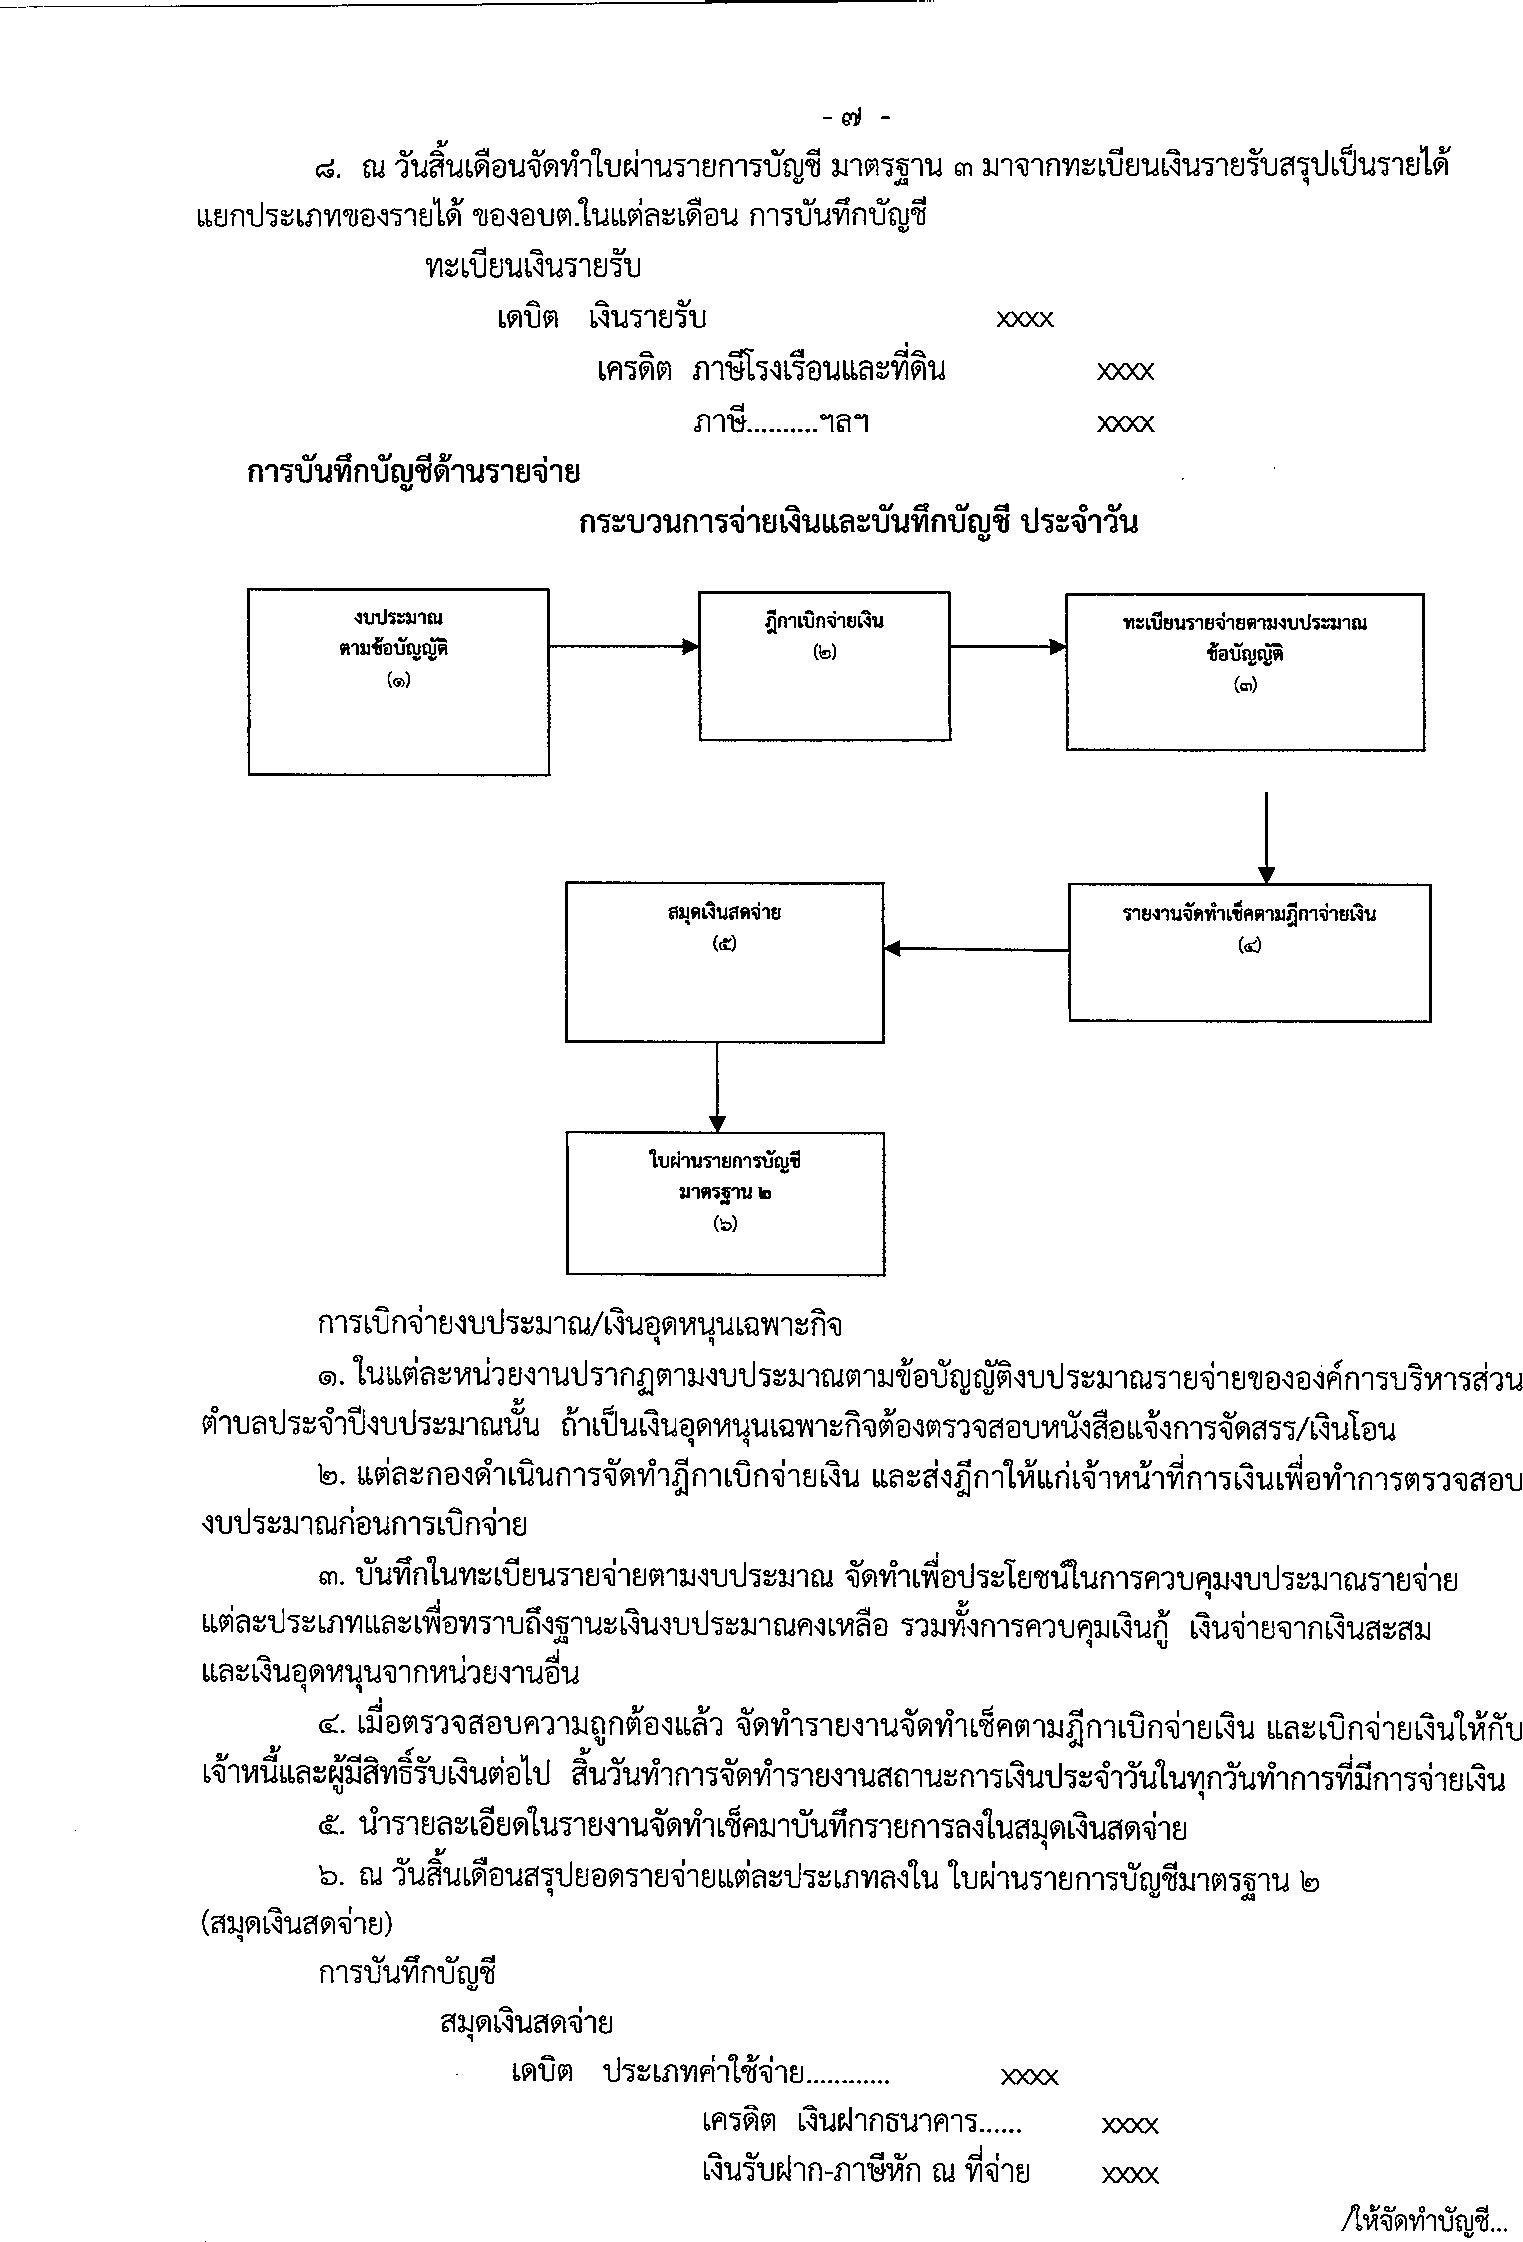 - ๗ -
๘. ณ วันสิ้นเดือนจัดทำใบผ่านรายการบัญชี มาตรฐาน ๓ มาจากทะเบียนเงินรายรับสรุปเป็นรายได้
แยกประเภทของรายได้ ของอบต.ในแต่ละเดือน การบันทึกบัญชี
ทะเบียนเงินรายรับ
เดบิต เงินรายรับ xxxx
เครดิต ภาษีโรงเรือนและที่ดิน xxxx
ภาษี..........ฯลฯ xxxx
การบันทึกบัญชีด้านรายจ่าย
กระบวนการจ่ายเงินและบันทึกบัญชี ประจำวัน
งบประมาณ
ตามข้อบัญญัติ
(๑)
ฎีกาเบิกจ่ายเงิน
(๒)
ทะเบียนรายจ่ายตามงบประมาณ
ข้อบัญญัติ
(๓)
รายงานจัดทำเช็คตามฎีกาจ่ายเงิน
(๔)
สมุดเงินสดจ่าย
(๕)
ใบผ่านรายการบัญชี
มาตรฐาน ๒
(๖)
การเบิกจ่ายงบประมาณ/เงินอุดหนุนเฉพาะกิจ
๑. ในแต่ละหน่วยงานปรากฏตามงบประมาณตามข้อบัญญัติงบประมาณรายจ่ายขององค์การบริหารส่วน
ตำบลประจำปีงบประมาณนั้น ถ้าเป็นเงินอุดหนุนเฉพาะกิจต้องตรวจสอบหนังสือแจ้งการจัดสรร/เงินโอน
๒. แต่ละกองดำเนินการจัดทำฎีกาเบิกจ่ายเงิน และส่งฎีกาให้แก่เจ้าหน้าที่การเงินเพื่อทำการตรวจสอบ
งบประมาณก่อนการเบิกจ่าย
๓. บันทึกในทะเบียนรายจ่ายตามงบประมาณ จัดทำเพื่อประโยชน์ในการควบคุมงบประมาณรายจ่าย
แต่ละประเภทและเพื่อทราบถึงฐานะเงินงบประมาณคงเหลือ รวมทั้งการควบคุมเงินกู้ เงินจ่ายจากเงินสะสม
และเงินอุดหนุนจากหน่วยงานอื่น
๔. เมื่อตรวจสอบความถูกต้องแล้ว จัดทำรายงานจัดทำเช็คตามฎีกาเบิกจ่ายเงิน และเบิกจ่ายเงินให้กับ
เจ้าหนี้และผู้มีสิทธิ์รับเงินต่อไป สิ้นวันทำการจัดทำรายงานสถานะการเงินประจำวันในทุกวันทำการที่มีการจ่ายเงิน
๕. นำรายละเอียดในรายงานจัดทำเช็คมาบันทึกรายการลงในสมุดเงินสดจ่าย
๖. ณ วันสิ้นเดือนสรุปยอดรายจ่ายแต่ละประเภทลงใน ใบผ่านรายการบัญชีมาตรฐาน ๒
(สมุดเงินสดจ่าย)
การบันทึกบัญชี
สมุดเงินสดจ่าย
เดบิต ประเภทค่าใช้จ่าย............ xxxx
เครดิต เงินฝากธนาคาร...... xxxx
เงินรับฝาก-ภาษีหัก ณ ที่จ่าย xxxx
/ให้จัดทำบัญชี...